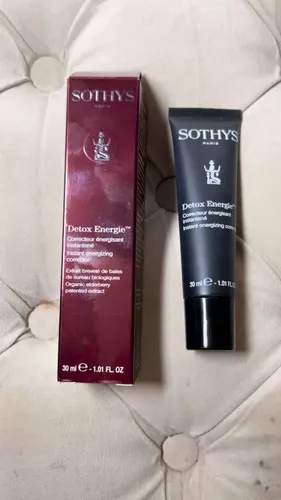 SOTHYS
PARIS
Detox Energie™
Correcteur énergisant
instantané
Instant energizing
corrector
Extrait breveté de baies
de sureau biologiques
Organic elderberry
patented extract
30 ml e - 1.01 FL. OZ
SOTHYS
PARIS
Detox Energie™
Correcteur énergisant
instantané
Instant energizing
30 ml e - 1.01 FL.